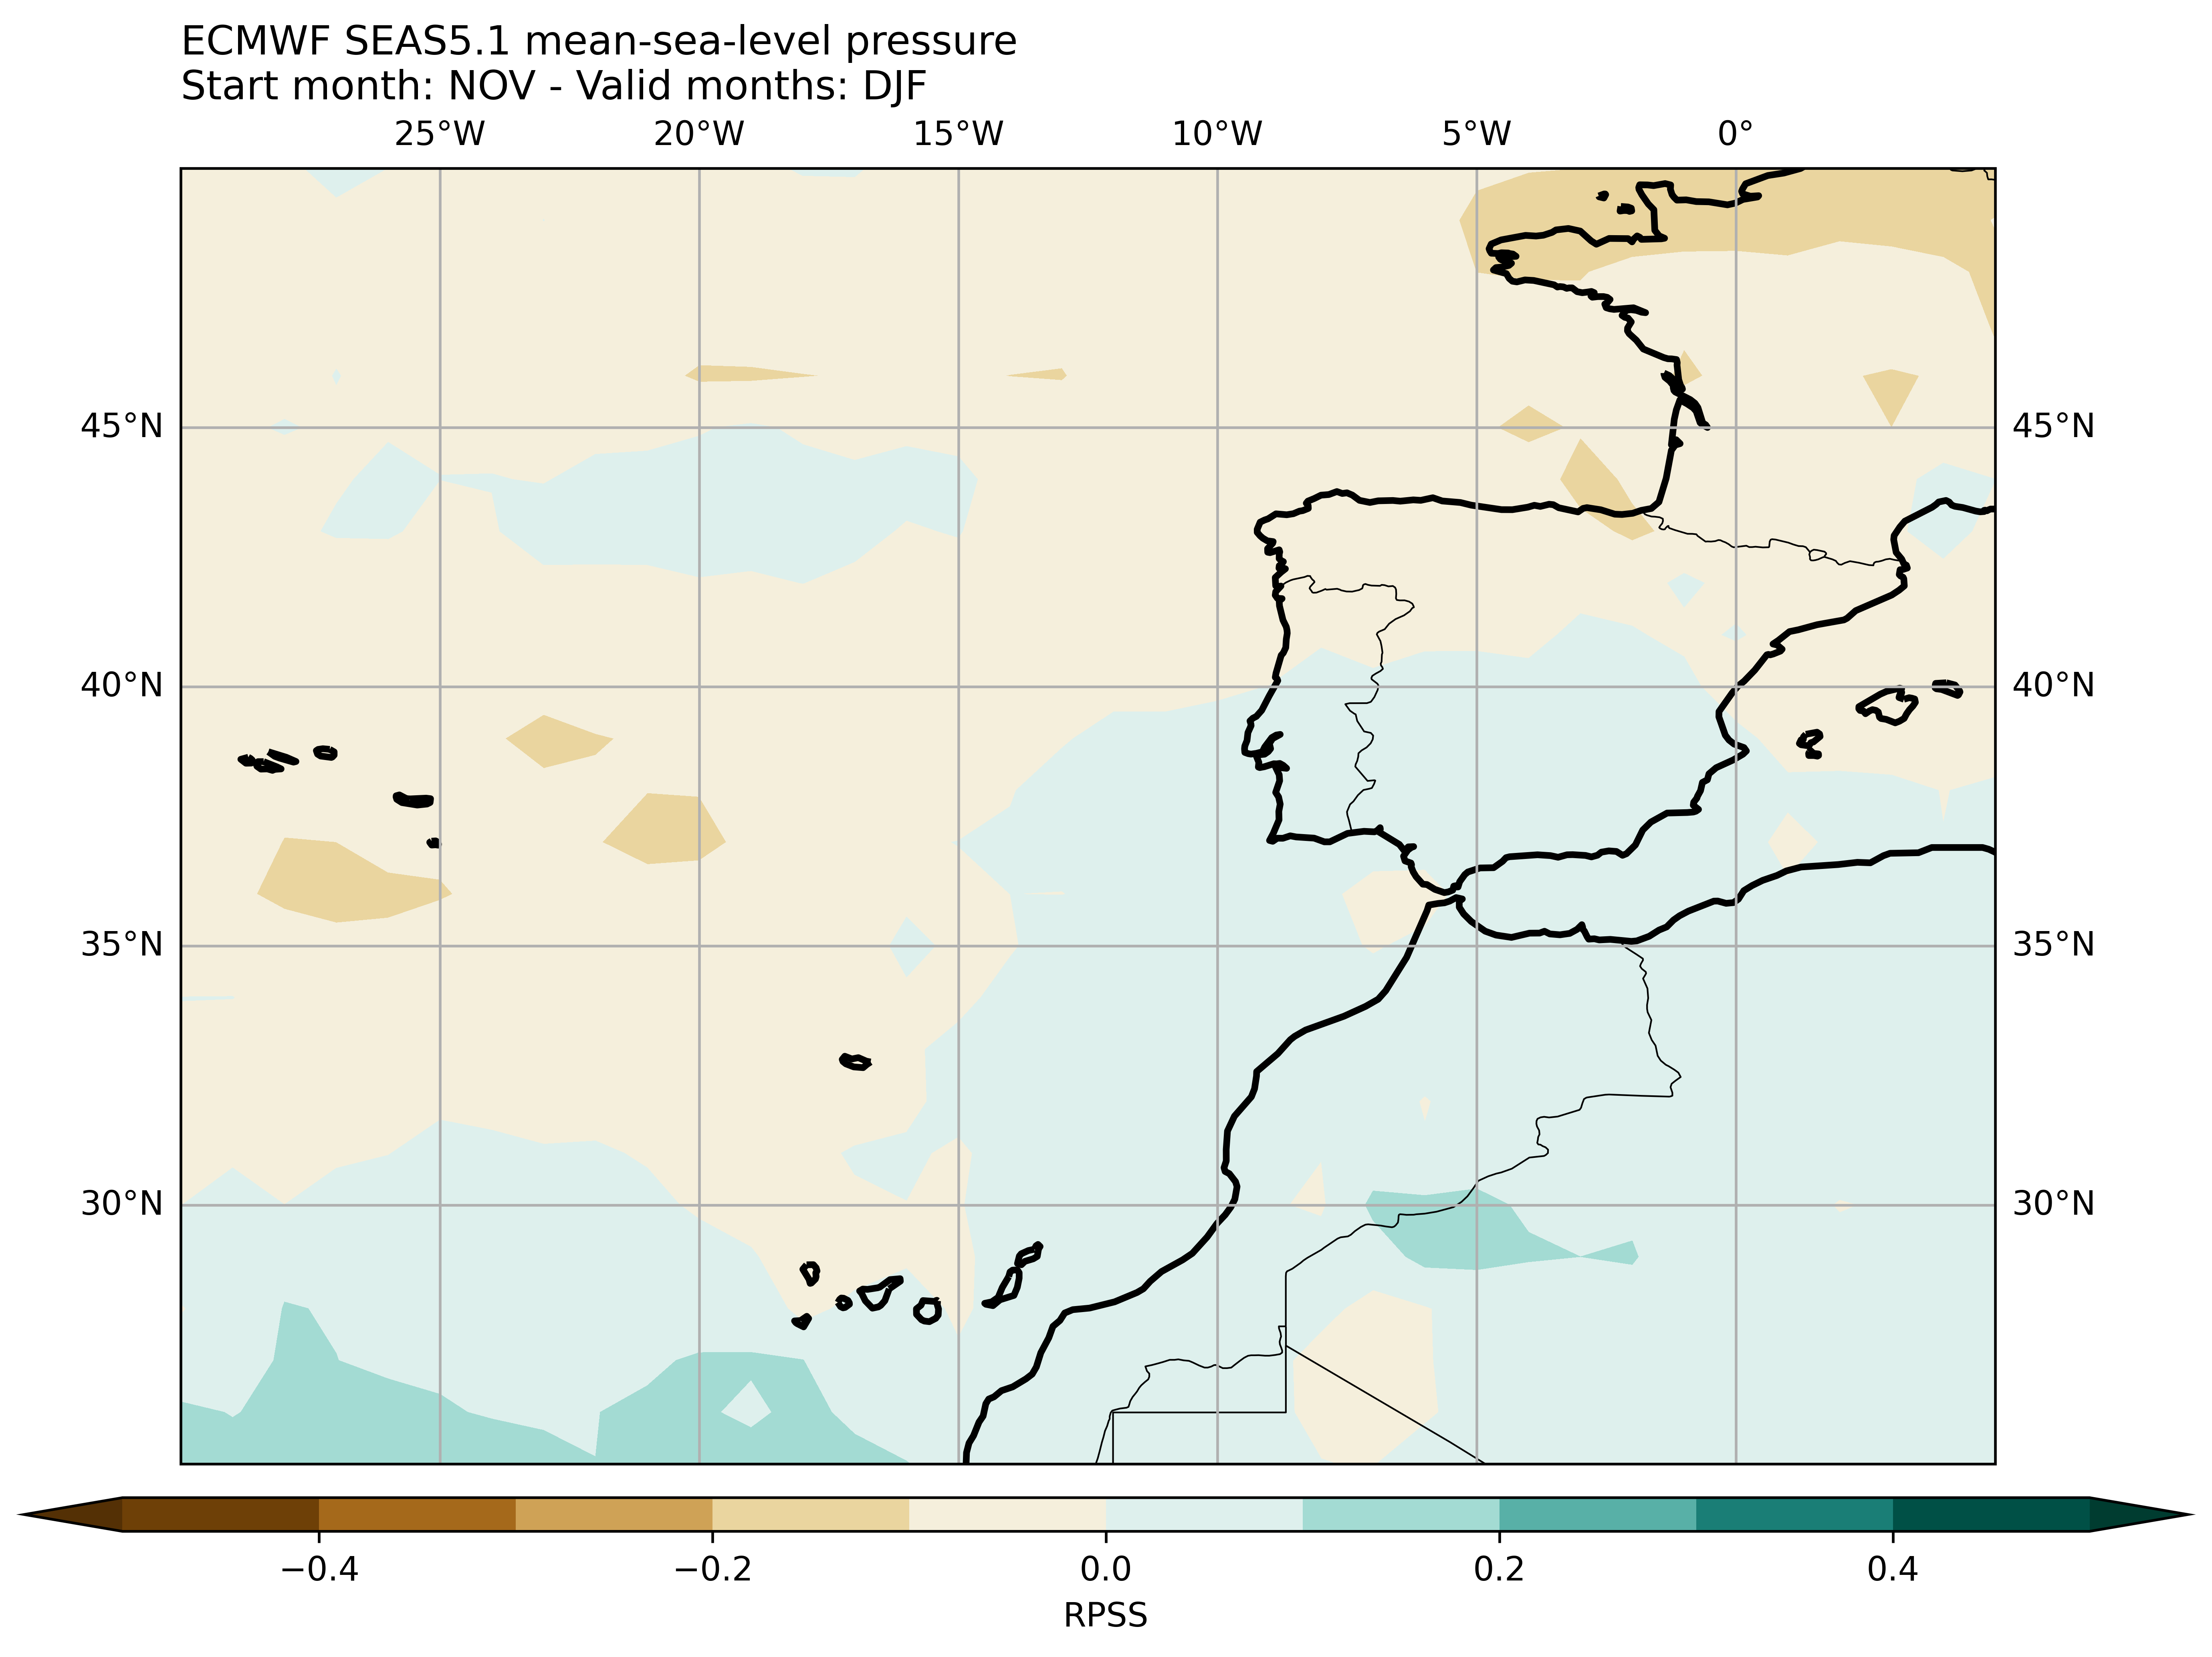 ECMWF SEAS5.1 mean-sea-level pressure
Start month: NOV - Valid months: DJF
25°W 20°W 15°W 10°W 5°W 0°
45°N 45°N
40°N 40°N
35°N 35°N
30°N 30°N
−0.4 −0.2 0.0 0.2 0.4
RPSS